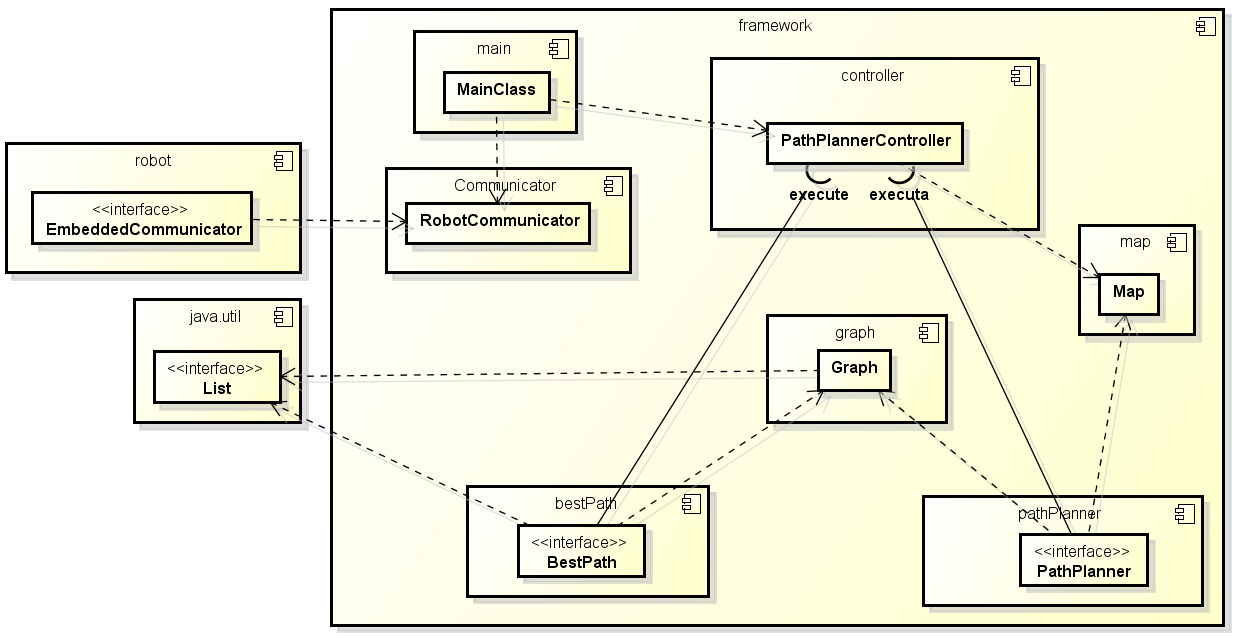 framework
main
MainClass
controller
PathPlannerController
execute
executa
robot
<<interface>>
EmbeddedCommunicator
Communicator
RobotCommunicator
map
Map
java.util
<<interface>>
List
graph
Graph
bestPath
<<interface>>
BestPath
pathPlanner
<<interface>>
PathPlanner